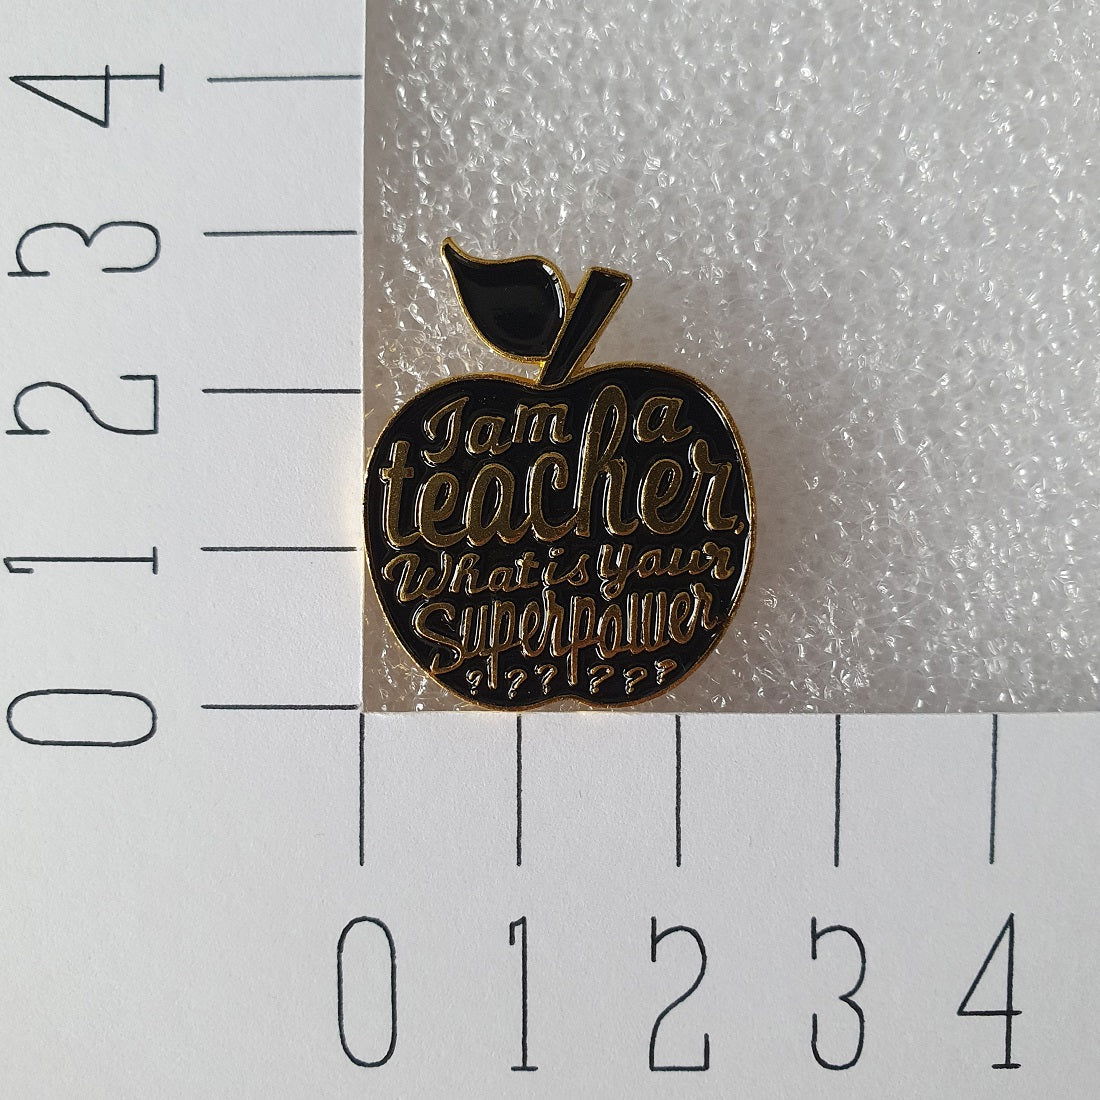 4
3
2
1
0
I am a
teacher,
What is your
Superpower
? ? ? ? ? ?
0 1 2 3 4